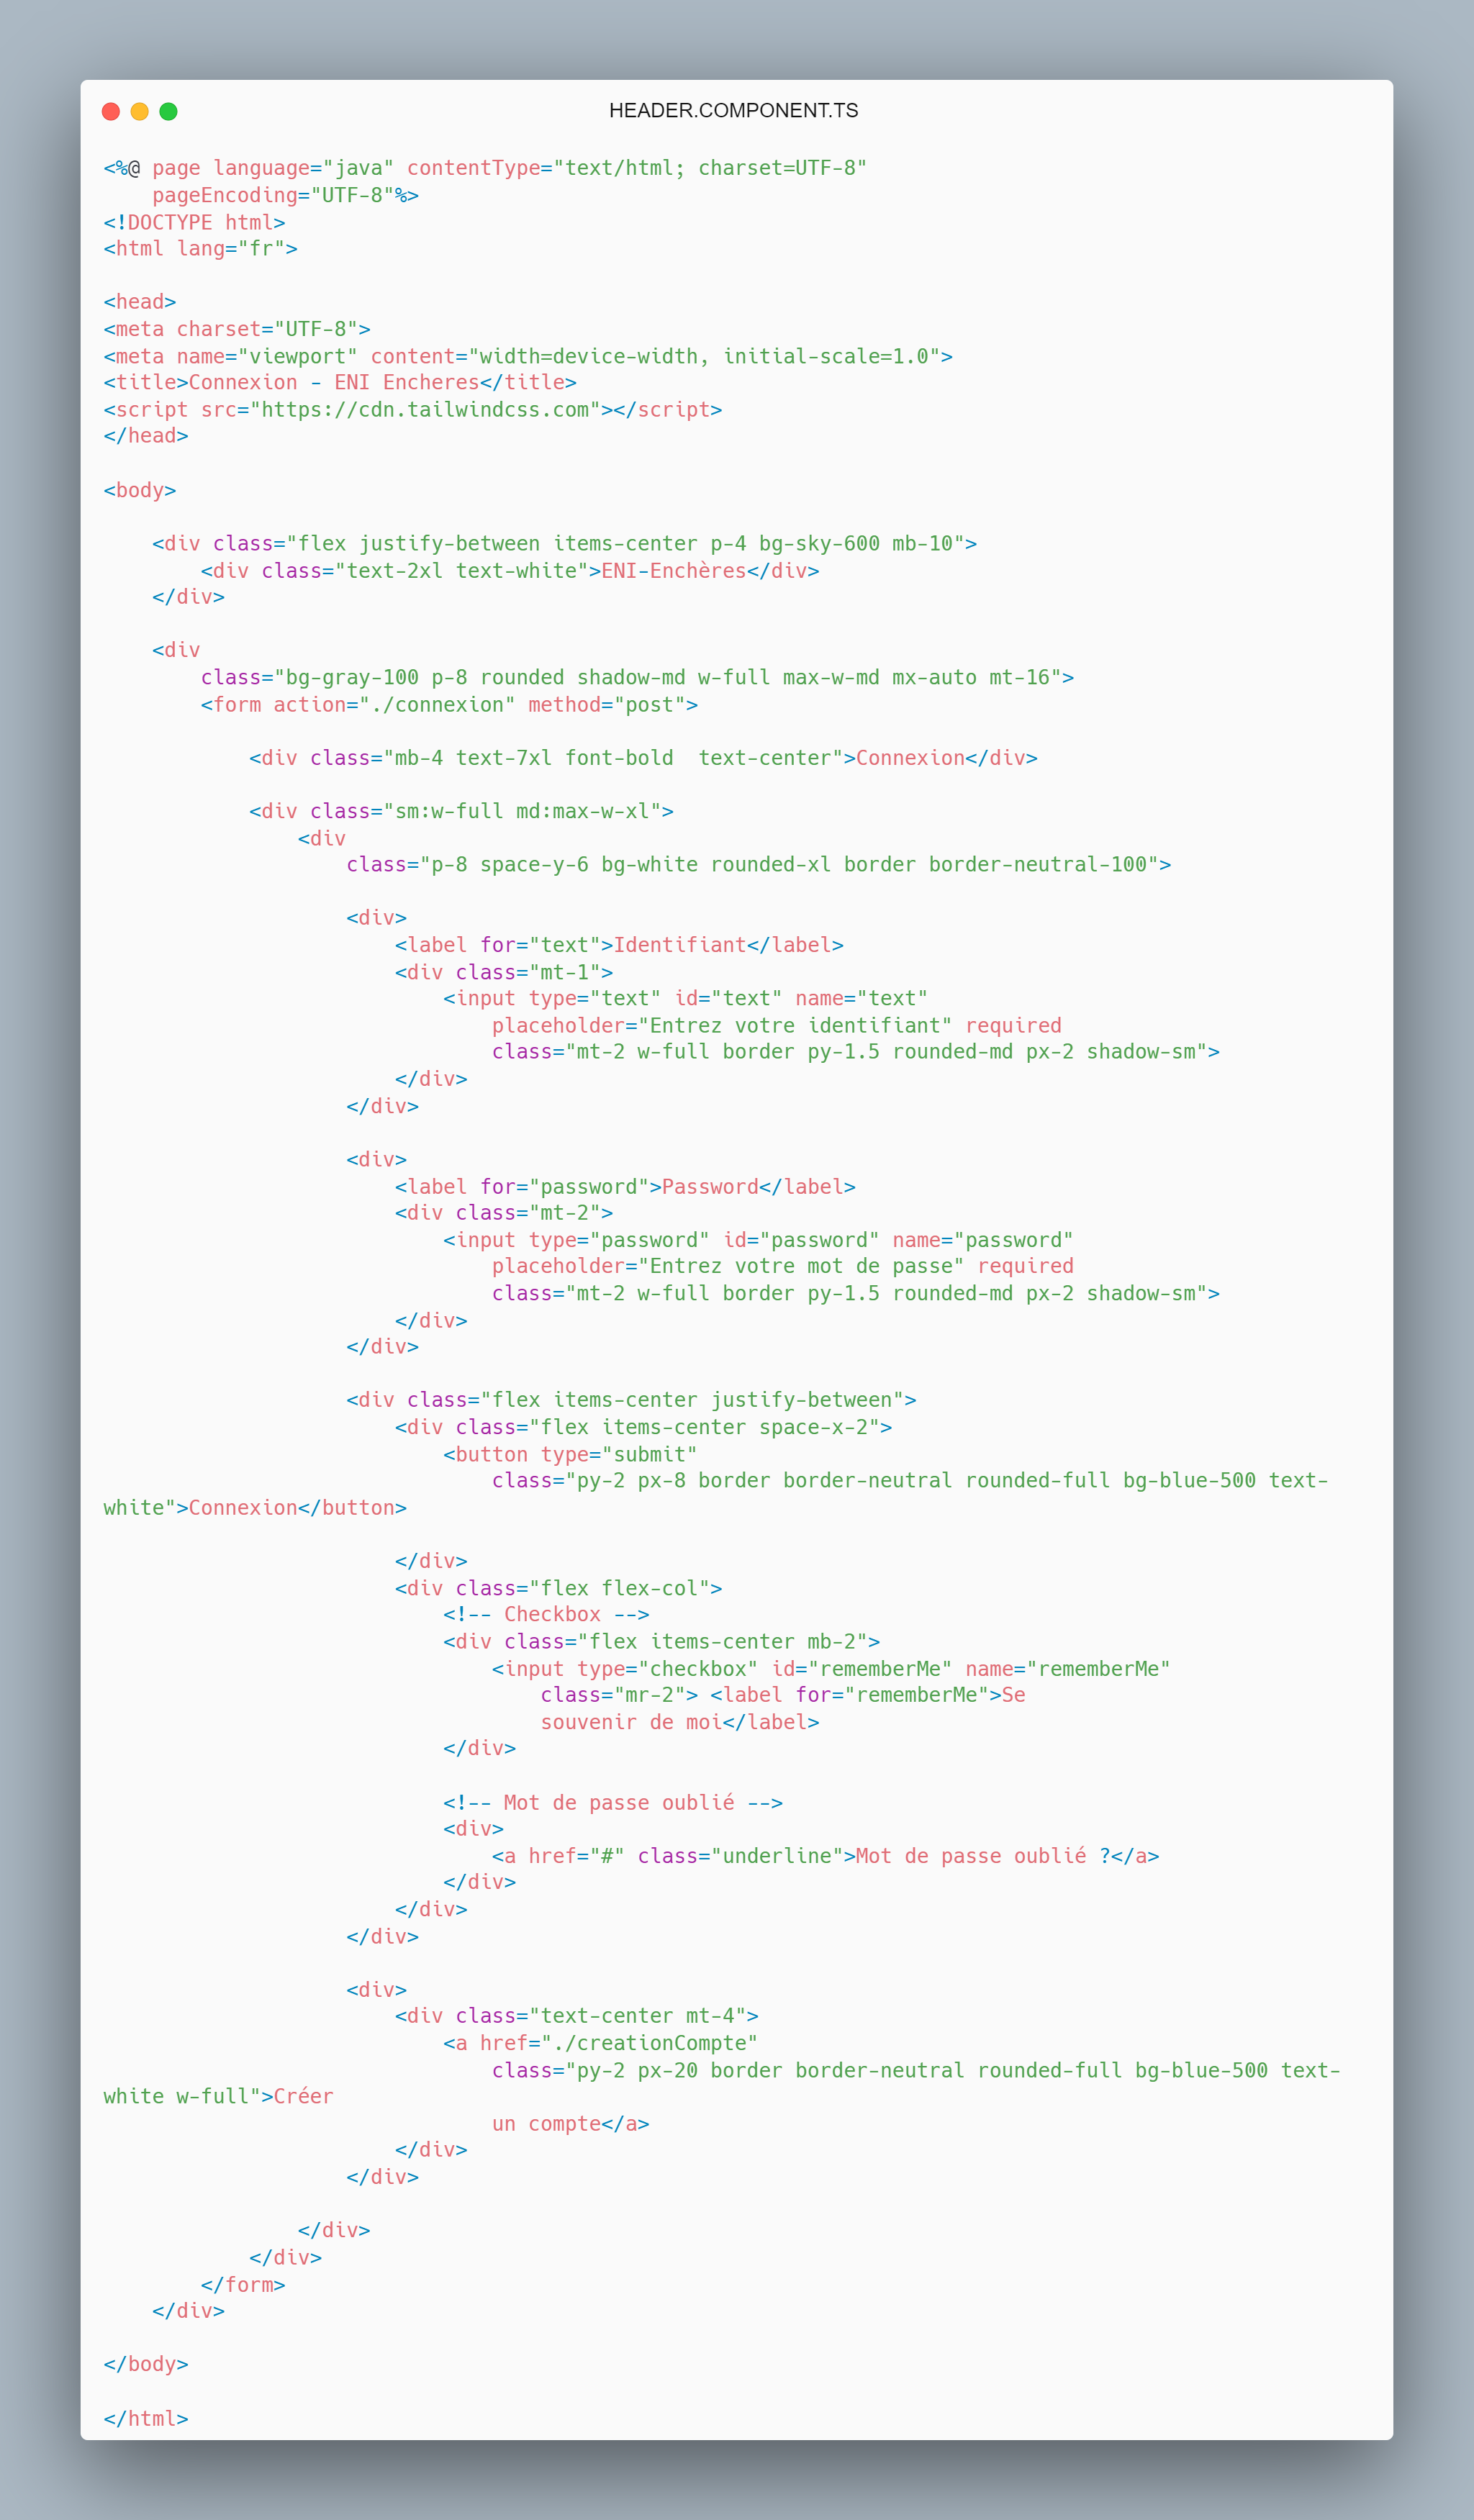 HEADER.COMPONENT.TS
<%@ page language="java" contentType="text/html; charset=UTF-8"
    pageEncoding="UTF-8"%>
<!DOCTYPE html>
<html lang="fr">

<head>
<meta charset="UTF-8">
<meta name="viewport" content="width=device-width, initial-scale=1.0">
<title>Connexion - ENI Encheres</title>
<script src="https://cdn.tailwindcss.com"></script>
</head>

<body>

    <div class="flex justify-between items-center p-4 bg-sky-600 mb-10">
        <div class="text-2xl text-white">ENI-Enchères</div>
    </div>

    <div
        class="bg-gray-100 p-8 rounded shadow-md w-full max-w-md mx-auto mt-16">
        <form action="./connexion" method="post">

            <div class="mb-4 text-7xl font-bold  text-center">Connexion</div>

            <div class="sm:w-full md:max-w-xl">
                <div
                    class="p-8 space-y-6 bg-white rounded-xl border border-neutral-100">

                    <div>
                        <label for="text">Identifiant</label>
                        <div class="mt-1">
                            <input type="text" id="text" name="text"
                                placeholder="Entrez votre identifiant" required
                                class="mt-2 w-full border py-1.5 rounded-md px-2 shadow-sm">
                        </div>
                    </div>

                    <div>
                        <label for="password">Password</label>
                        <div class="mt-2">
                            <input type="password" id="password" name="password"
                                placeholder="Entrez votre mot de passe" required
                                class="mt-2 w-full border py-1.5 rounded-md px-2 shadow-sm">
                        </div>
                    </div>

                    <div class="flex items-center justify-between">
                        <div class="flex items-center space-x-2">
                            <button type="submit"
                                class="py-2 px-8 border border-neutral rounded-full bg-blue-500 text-
white">Connexion</button>

                        </div>
                        <div class="flex flex-col">
                            <!-- Checkbox -->
                            <div class="flex items-center mb-2">
                                <input type="checkbox" id="rememberMe" name="rememberMe"
                                    class="mr-2"> <label for="rememberMe">Se
                                    souvenir de moi</label>
                            </div>

                            <!-- Mot de passe oublié -->
                            <div>
                                <a href="#" class="underline">Mot de passe oublié ?</a>
                            </div>
                        </div>
                    </div>

                    <div>
                        <div class="text-center mt-4">
                            <a href="./creationCompte"
                                class="py-2 px-20 border border-neutral rounded-full bg-blue-500 text-
white w-full">Créer
                                un compte</a>
                        </div>
                    </div>

                </div>
            </div>
        </form>
    </div>

</body>

</html>